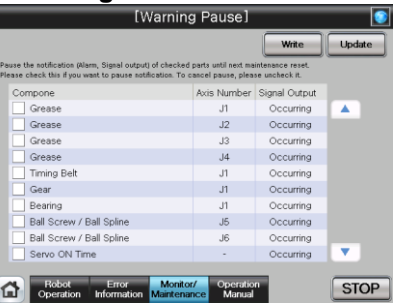 [Warning Pause]
Write
Update
Pause the notification (Alarm, Signal output) of checked parts until next maintenance reset.
Please check this if you want to pause notification. To cancel pause, please uncheck it.
Compone Axis Number Signal Output
Grease J1 Occurring
Grease J2 Occurring
Grease J3 Occurring
Grease J4 Occurring
Timing Belt J1 Occurring
Gear J1 Occurring
Bearing J1 Occurring
Ball Screw / Ball Spline J5 Occurring
Ball Screw / Ball Spline J6 Occurring
Servo ON Time - Occurring
Robot
Operation
Error
Information
Monitor/
Maintenance
Operation
Manual
STOP